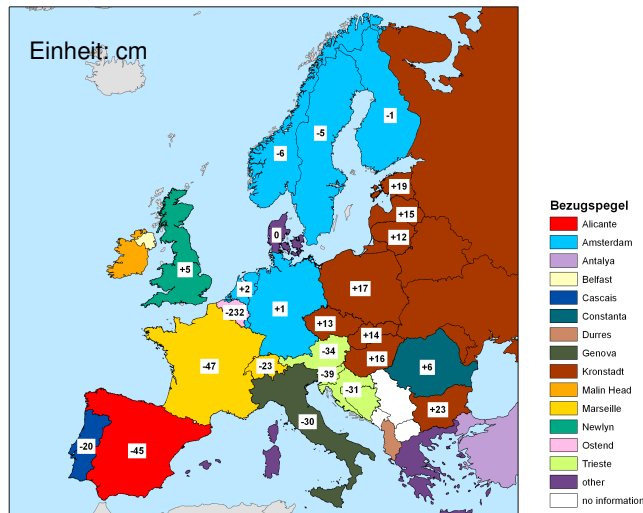 Einheit: cm
-1
-5
-6
+19
+15
0
+12
+5
+2
+17
+1
-232
+13
+14
-34
+16
-47
-23
+6
-39
-31
+23
-30
-20
-45
Bezugspegel
Alicante
Amsterdam
Antalya
Belfast
Cascais
Constanta
Durres
Genova
Kronstadt
Malin Head
Marseille
Newlyn
Ostend
Trieste
other
no information